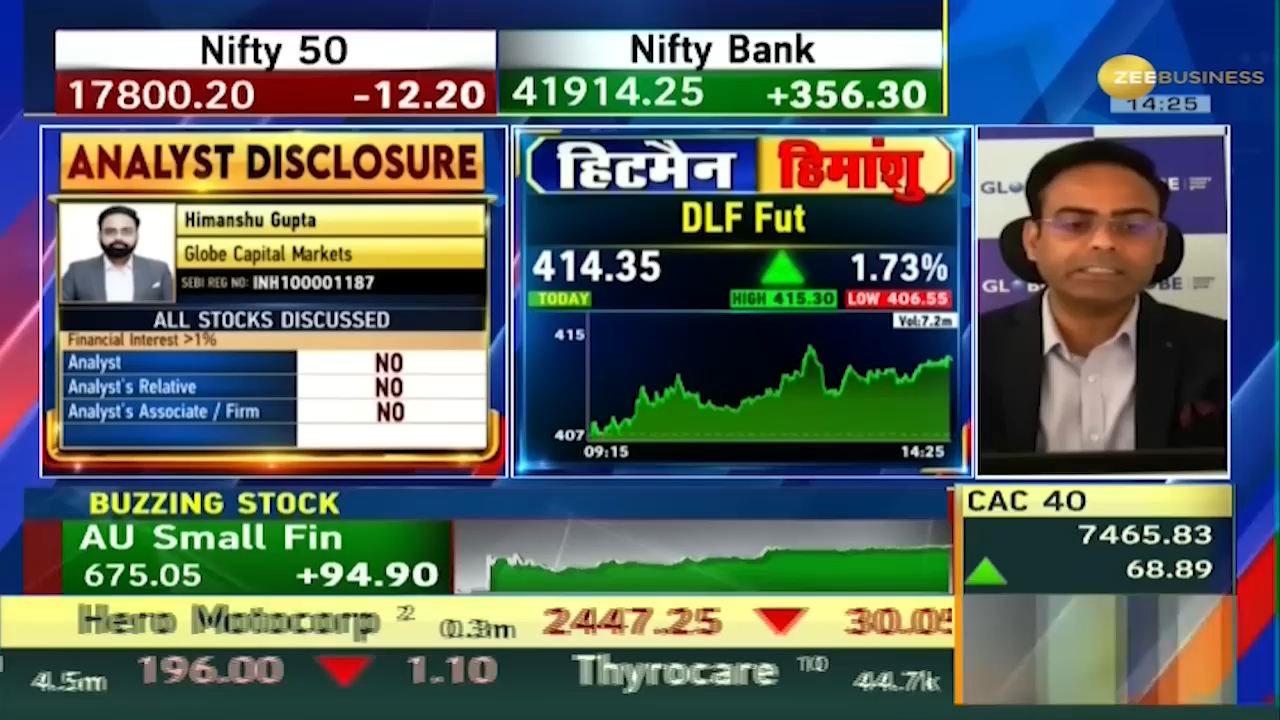 Nifty 50
17800.20 -12.20
Nifty Bank
41914.25 +356.30
ZEEBUSINESS
14:25
ANALYST DISCLOSURE
Himanshu Gupta
Globe Capital Markets
SEBI REG NO: INH100001187
ALL STOCKS DISCUSSED
Financial Interest >1%
Analyst NO
Analyst's Relative NO
Analyst's Associate / Firm NO
हिटमैन हिमांशु
DLF Fut
414.35 1.73%
TODAY HIGH 415.30 LOW 406.55
Vol:7.2m
415
407
09:15 14:25
BUZZING STOCK
AU Small Fin
675.05 +94.90
CAC 40
7465.83
68.89
Hero Motocorp 0.3m 2447.25 30.05
4.5m 196.00 1.10 Thyrocare 10 44.7k